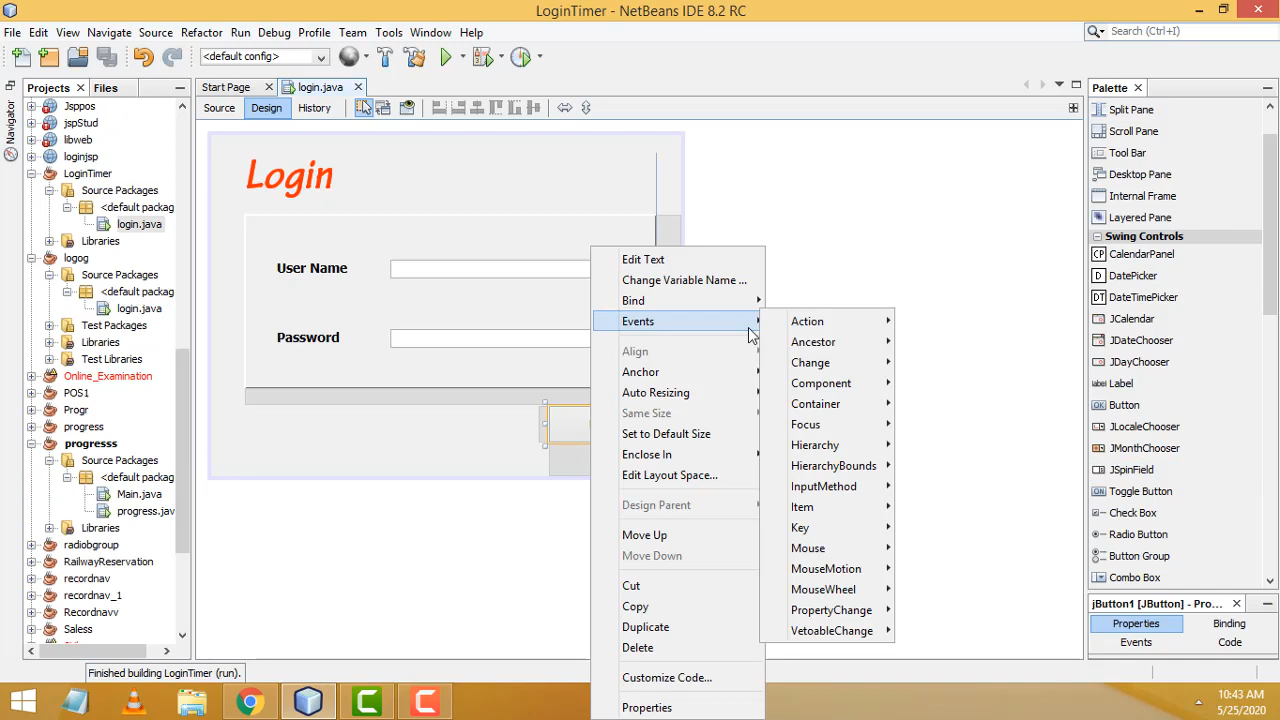 LoginTimer - NetBeans IDE 8.2 RC
File Edit View Navigate Source Refactor Run Debug Profile Team Tools Window Help
Search (Ctrl+I)
<default config>
Projects Files
Navigator
Start Page login.java
Source Design History
Jsppos
jspStud
libweb
loginjsp
LoginTimer
Source Packages
<default packag
login.java
Libraries
logog
Source Packages
<default packag
login.java
Test Packages
Libraries
Test Libraries
Online_Examination
POS1
Progr
progress
progresss
Source Packages
<default packag
Main.java
progress.jav
Libraries
radiobgroup
RailwayReservation
recordnav
recordnav_1
Recordnavv
Saless
Login
User Name
Password
Edit Text
Change Variable Name ...
Bind
Events
Align
Anchor
Auto Resizing
Same Size
Set to Default Size
Enclose In
Edit Layout Space...
Design Parent
Move Up
Move Down
Cut
Copy
Duplicate
Delete
Customize Code...
Properties
Action
Ancestor
Change
Component
Container
Focus
Hierarchy
HierarchyBounds
InputMethod
Item
Key
Mouse
MouseMotion
MouseWheel
PropertyChange
VetoableChange
Palette
Split Pane
Scroll Pane
Tool Bar
Desktop Pane
Internal Frame
Layered Pane
Swing Controls
CP CalendarPanel
D DatePicker
DT DateTimePicker
JCalendar
JDateChooser
JDayChooser
Label
Button
JLocaleChooser
JMonthChooser
JSpinField
Toggle Button
Check Box
Radio Button
Button Group
Combo Box
jButton1 [JButton] - Pro...
Properties Binding
Events Code
Finished building LoginTimer (run).
10:43 AM
5/25/2020